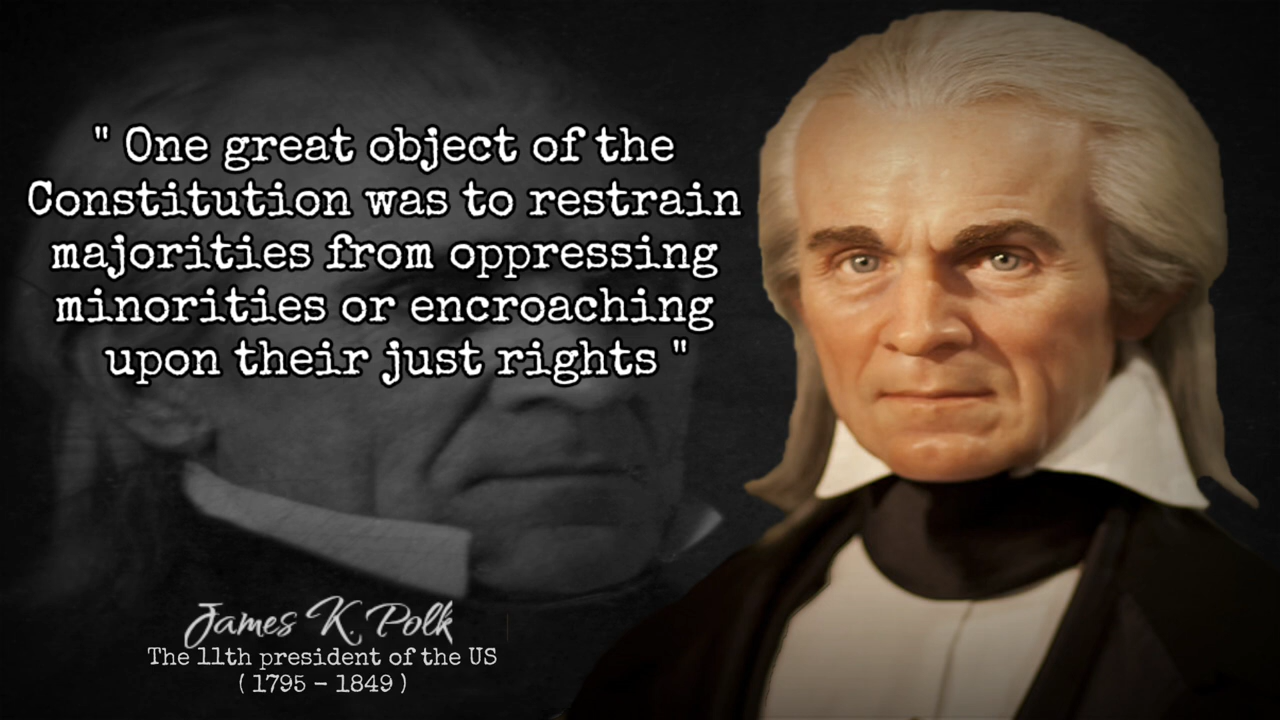 " One great object of the
Constitution was to restrain
majorities from oppressing
minorities or encroaching
upon their just rights "
James K. Polk
The 11th president of the US
( 1795 - 1849 )